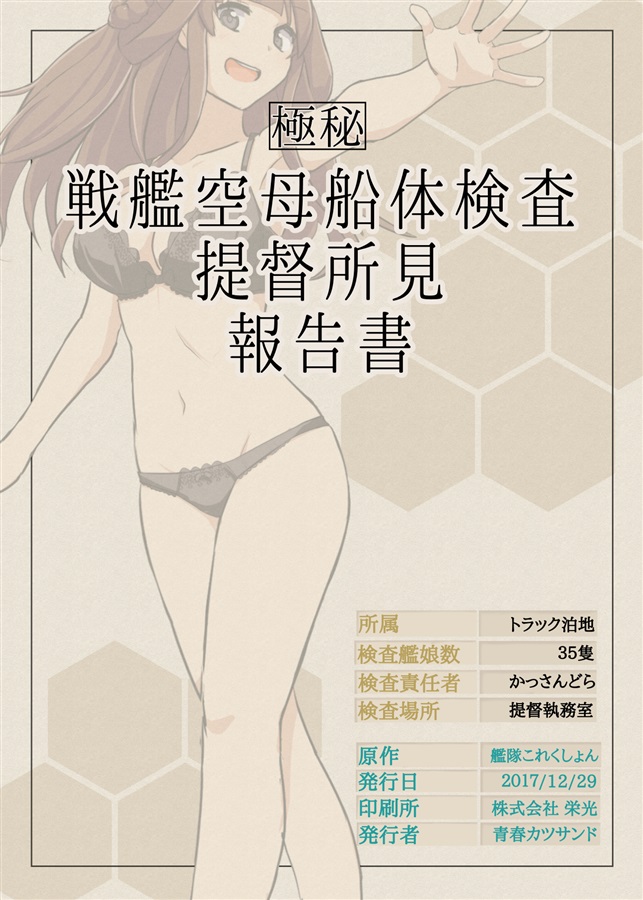 極秘
戦艦空母船体検査
提督所見
報告書
所属 トラック泊地
検査艦娘数 35隻
検査責任者 かっさんどら
検査場所 提督執務室
原作 艦隊これくしょん
発行日 2017/12/29
印刷所 株式会社 栄光
発行者 青春カツサンド